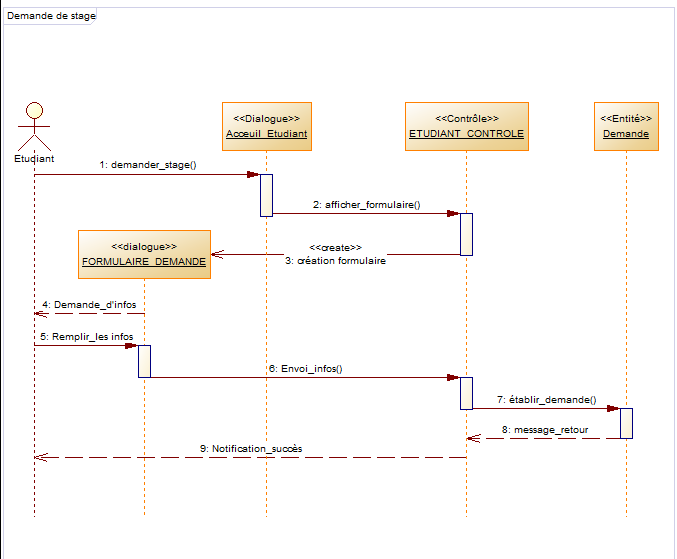 Demande de stage
<<Dialogue>>
Acceuil_Etudiant
<<Contrôle>>
ETUDIANT_CONTROLE
<<Entité>>
Demande
Etudiant
1: demander_stage()
2: afficher_formulaire()
<<dialogue>>
FORMULAIRE_DEMANDE
<<create>>
3: création formulaire
4: Demande_d'infos
5: Remplir_les infos
6: Envoi_infos()
7: établir_demande()
8: message_retour
9: Notification_succès